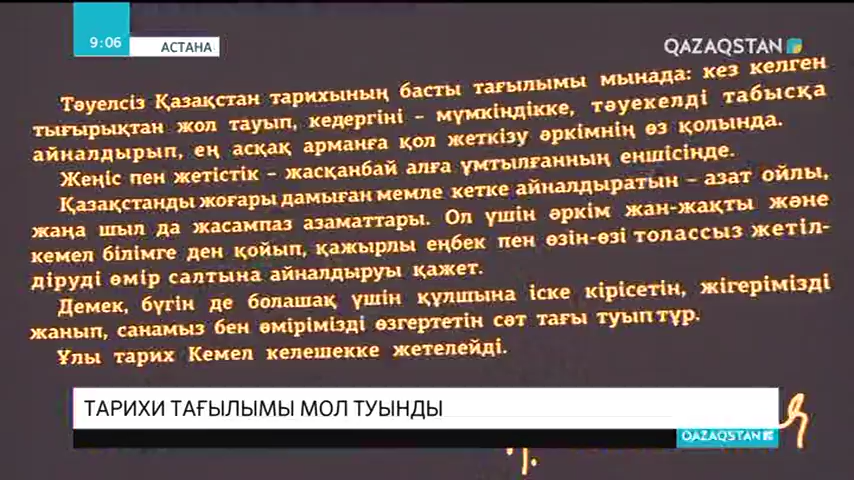 9:06
АСТАНА
QAZAQSTAN
Тәуелсіз Қазақстан тарихының басты тағылымы мынада: кез келген
тығырықтан жол тауып, кедергіні – мүмкіндікке, тәуекелді табысқа
айналдырып, ең асқақ арманға қол жеткізу әркімнің өз қолында.
Жеңіс пен жетістік – жасқанбай алға ұмтылғанның еншісінде.
Қазақстанды жоғары дамыған мемле кетке айналдыратын – азат ойлы,
жаңа шыл да жасампаз азаматтары. Ол үшін әркім жан-жақты және
кемел білімге ден қойып, қажырлы еңбек пен өзін-өзі толассыз жетіл-
діруді өмір салтына айналдыруы қажет.
Демек, бүгін де болашақ үшін құлшына іске кірісетін, жігерімізді
жанып, санамыз бен өмірімізді өзгертетін сәт тағы туып тұр.
Ұлы тарих Кемел келешекке жетелейді.
ТАРИХИ ТАҒЫЛЫМЫ МОЛ ТУЫНДЫ
QAZAQSTAN